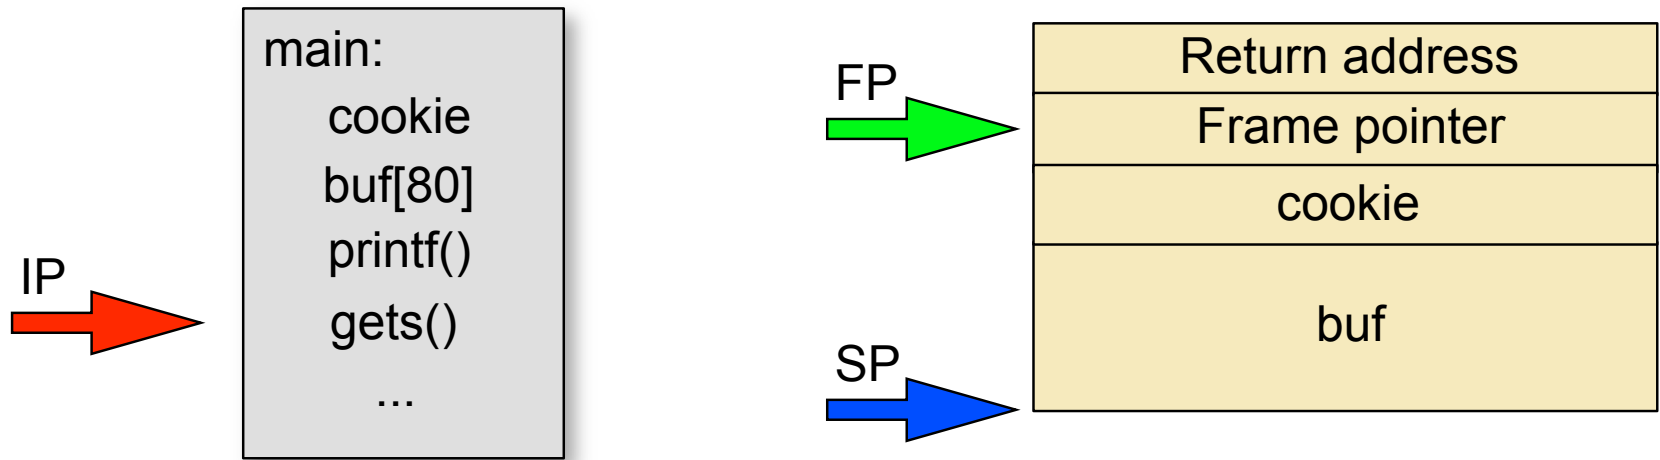 main:
cookie
buf[80]
printf()
gets()
...
IP
FP
SP
Return address
Frame pointer
cookie
buf